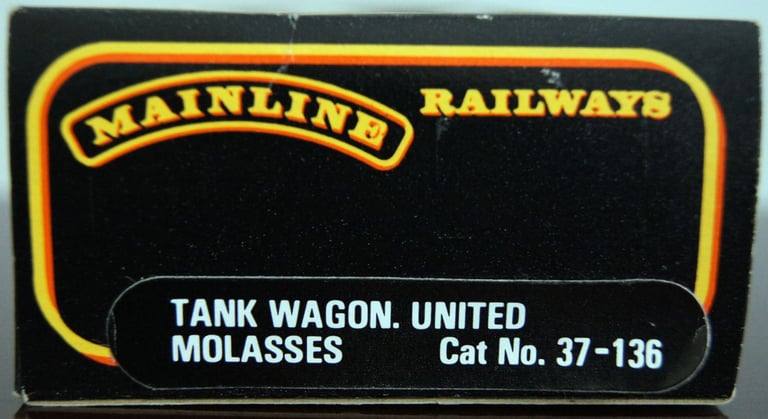 MAINLINE RAILWAYS
TANK WAGON. UNITED
MOLASSES Cat No. 37-136